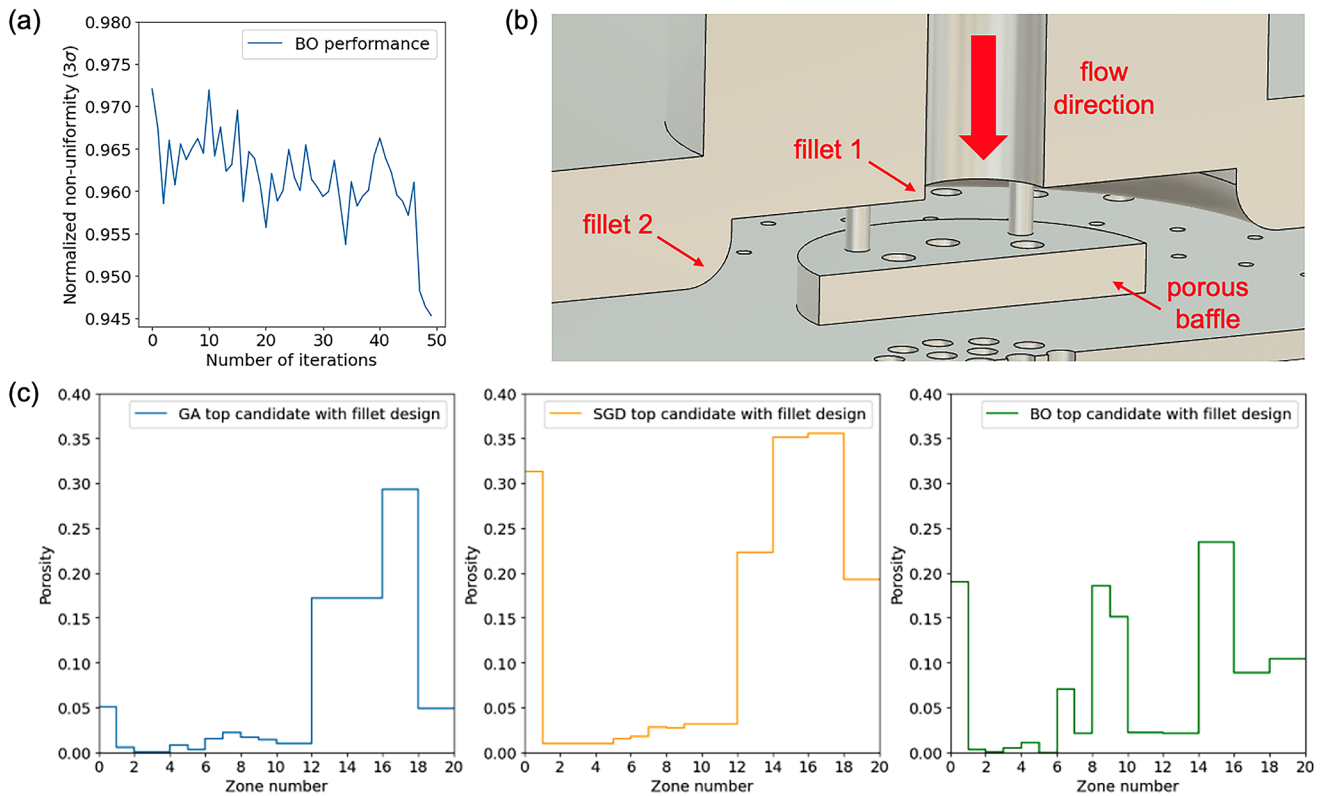 (a)
0.980
0.975
0.970
0.965
0.960
0.955
0.950
0.945
Normalized non-uniformity (3σ)
BO performance
0 10 20 30 40 50
Number of iterations
(b)
flow
direction
fillet 1
fillet 2
porous
baffle
(c)
0.40
0.35
0.30
0.25
0.20
0.15
0.10
0.05
0.00
Porosity
GA top candidate with fillet design
0 2 4 6 8 10 12 14 16 18 20
Zone number
0.40
0.35
0.30
0.25
0.20
0.15
0.10
0.05
0.00
Porosity
SGD top candidate with fillet design
0 2 4 6 8 10 12 14 16 18 20
Zone number
0.40
0.35
0.30
0.25
0.20
0.15
0.10
0.05
0.00
Porosity
BO top candidate with fillet design
0 2 4 6 8 10 12 14 16 18 20
Zone number